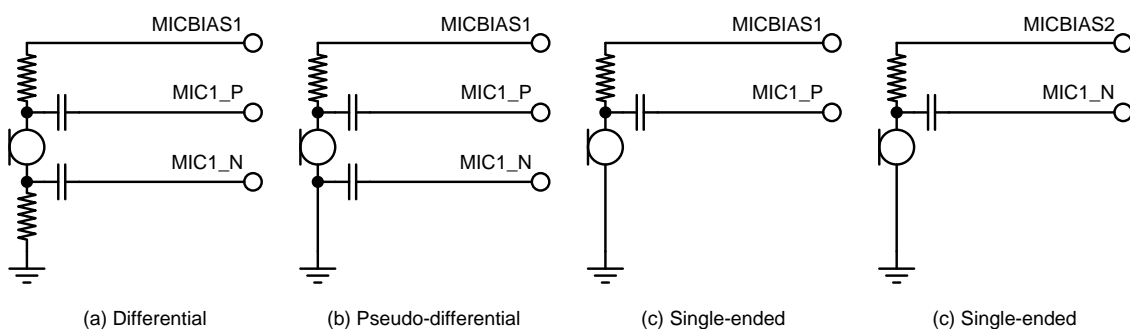 MICBIAS1
MICBIAS1
MICBIAS1
MICBIAS2
MIC1_P
MIC1_P
MIC1_P
MIC1_N
MIC1_N
MIC1_N
(a) Differential
(b) Pseudo-differential
(c) Single-ended
(c) Single-ended